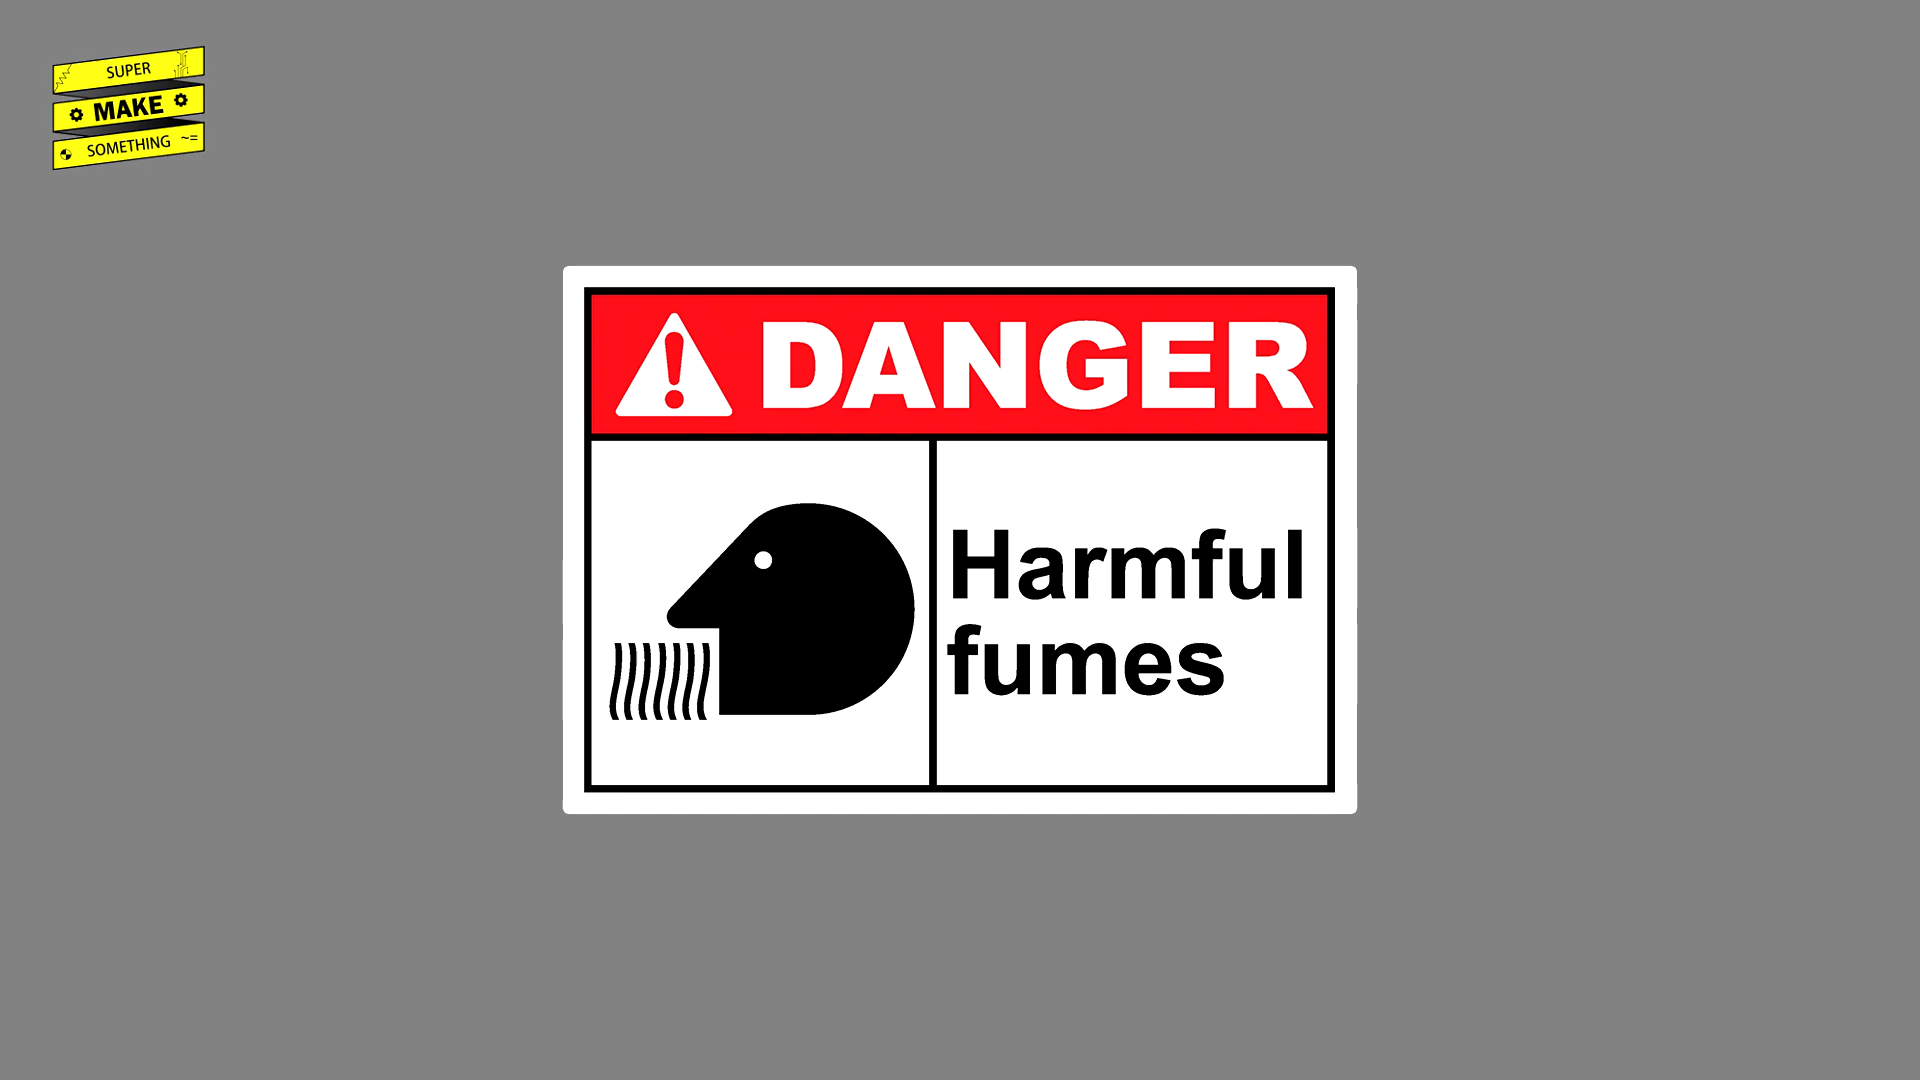 SUPER
MAKE
SOMETHING ~=
DANGER
Harmful
fumes